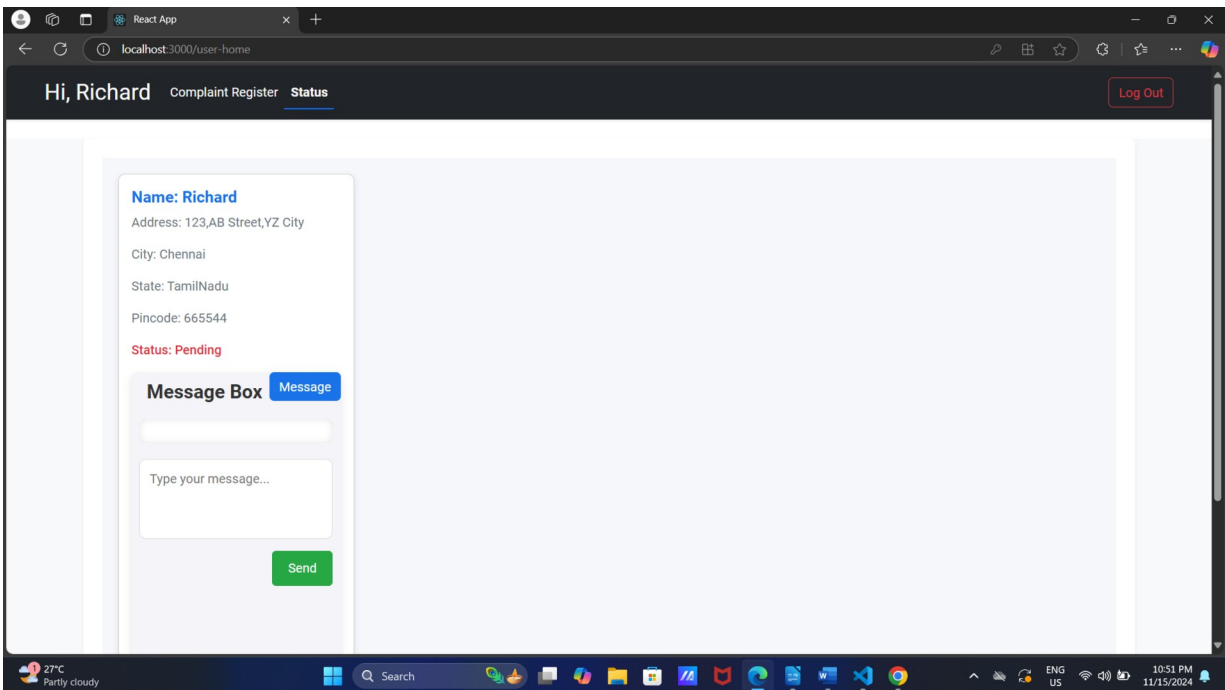 React App
localhost:3000/user-home
Hi, Richard Complaint Register Status Log Out
Name: Richard
Address: 123,AB Street,YZ City
City: Chennai
State: TamilNadu
Pincode: 665544
Status: Pending
Message Box Message
Type your message...
Send
1
27°C
Partly cloudy
Search
ENG
US
10:51 PM
11/15/2024